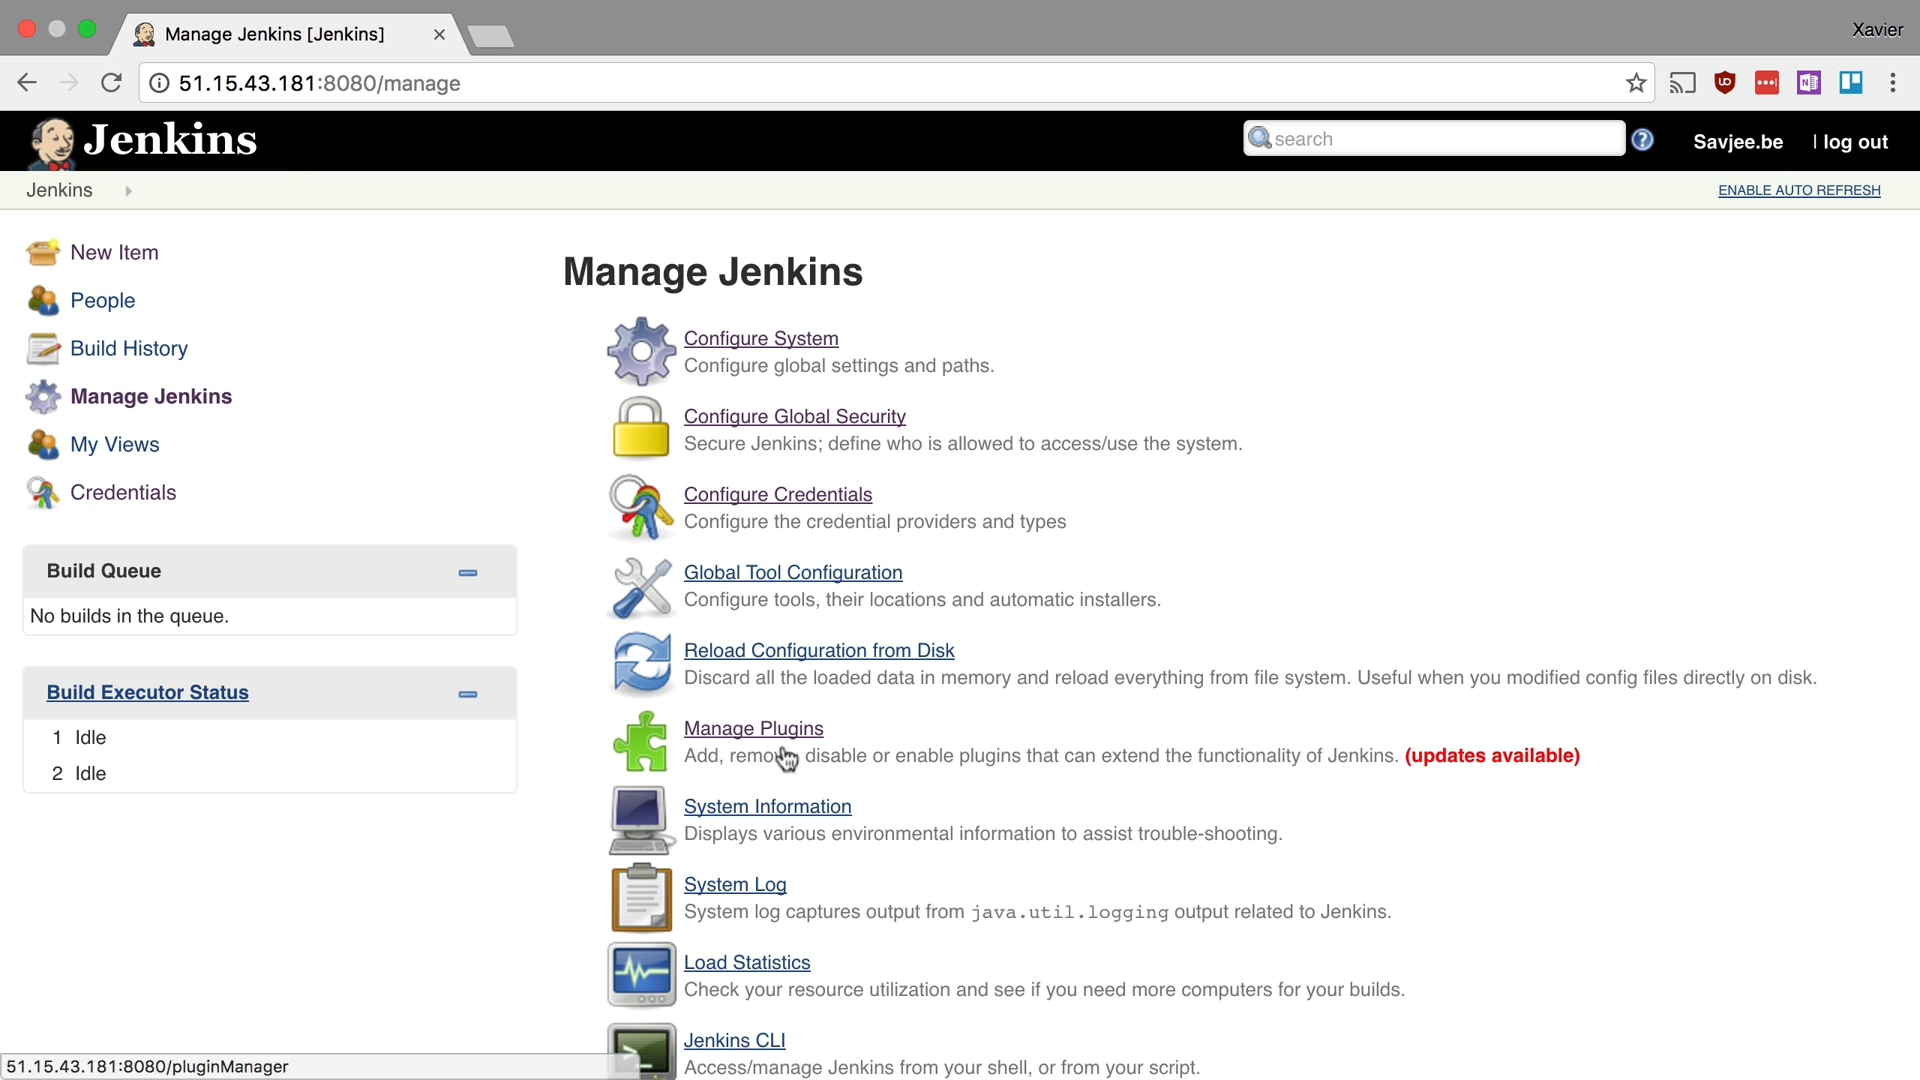 Manage Jenkins [Jenkins]
Xavier
51.15.43.181:8080/manage
Jenkins
search
Savjee.be
| log out
Jenkins
ENABLE AUTO REFRESH
New Item
People
Build History
Manage Jenkins
My Views
Credentials
Build Queue
No builds in the queue.
Build Executor Status
1 Idle
2 Idle
Manage Jenkins
Configure System
Configure global settings and paths.
Configure Global Security
Secure Jenkins; define who is allowed to access/use the system.
Configure Credentials
Configure the credential providers and types
Global Tool Configuration
Configure tools, their locations and automatic installers.
Reload Configuration from Disk
Discard all the loaded data in memory and reload everything from file system. Useful when you modified config files directly on disk.
Manage Plugins
Add, remo disable or enable plugins that can extend the functionality of Jenkins. (updates available)
System Information
Displays various environmental information to assist trouble-shooting.
System Log
System log captures output from java.util.logging output related to Jenkins.
Load Statistics
Check your resource utilization and see if you need more computers for your builds.
Jenkins CLI
Access/manage Jenkins from your shell, or from your script.
51.15.43.181:8080/pluginManager